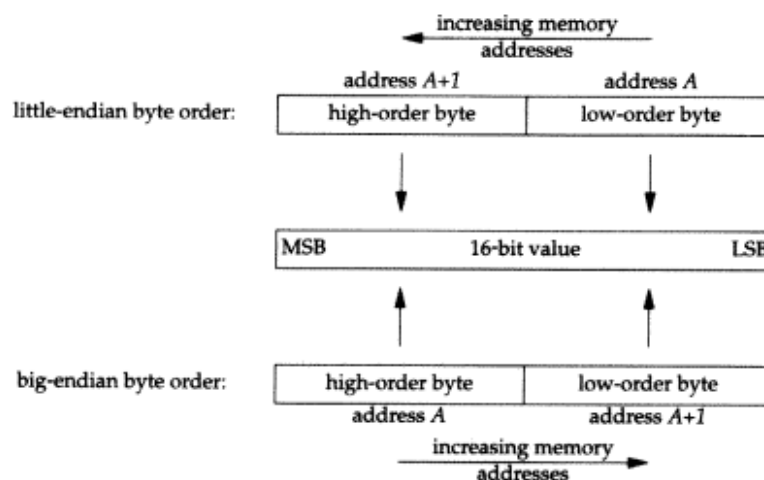 increasing memory
addresses
address A+1 address A
little-endian byte order: high-order byte low-order byte
MSB 16-bit value LSB
big-endian byte order: high-order byte low-order byte
address A address A+1
increasing memory
addresses